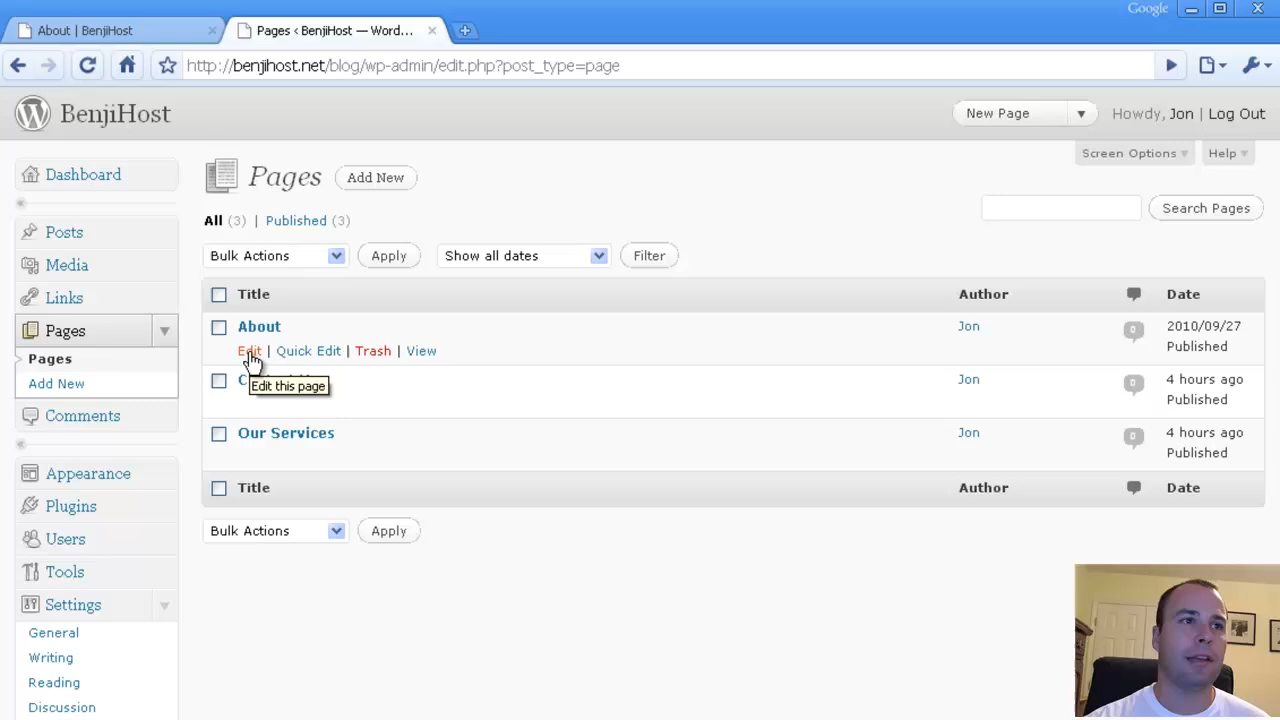 Google
About | BenjiHost
Pages ‹ BenjiHost — Word...
http://benjihost.net/blog/wp-admin/edit.php?post_type=page
BenjiHost
New Page
Howdy, Jon | Log Out
Screen Options
Help
Dashboard
Posts
Media
Links
Pages
Pages
Add New
Comments
Appearance
Plugins
Users
Tools
Settings
General
Writing
Reading
Discussion
Pages
Add New
All (3) | Published (3)
Search Pages
Bulk Actions
Apply
Show all dates
Filter
Title Author Date
About Jon 0 2010/09/27
Published
Edit | Quick Edit | Trash | View
Edit this page
Jon 0 4 hours ago
Published
Our Services Jon 0 4 hours ago
Published
Title Author Date
Bulk Actions
Apply